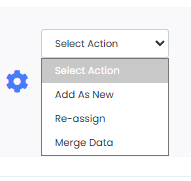 Select Action
Select Action
Add As New
Re-assign
Merge Data